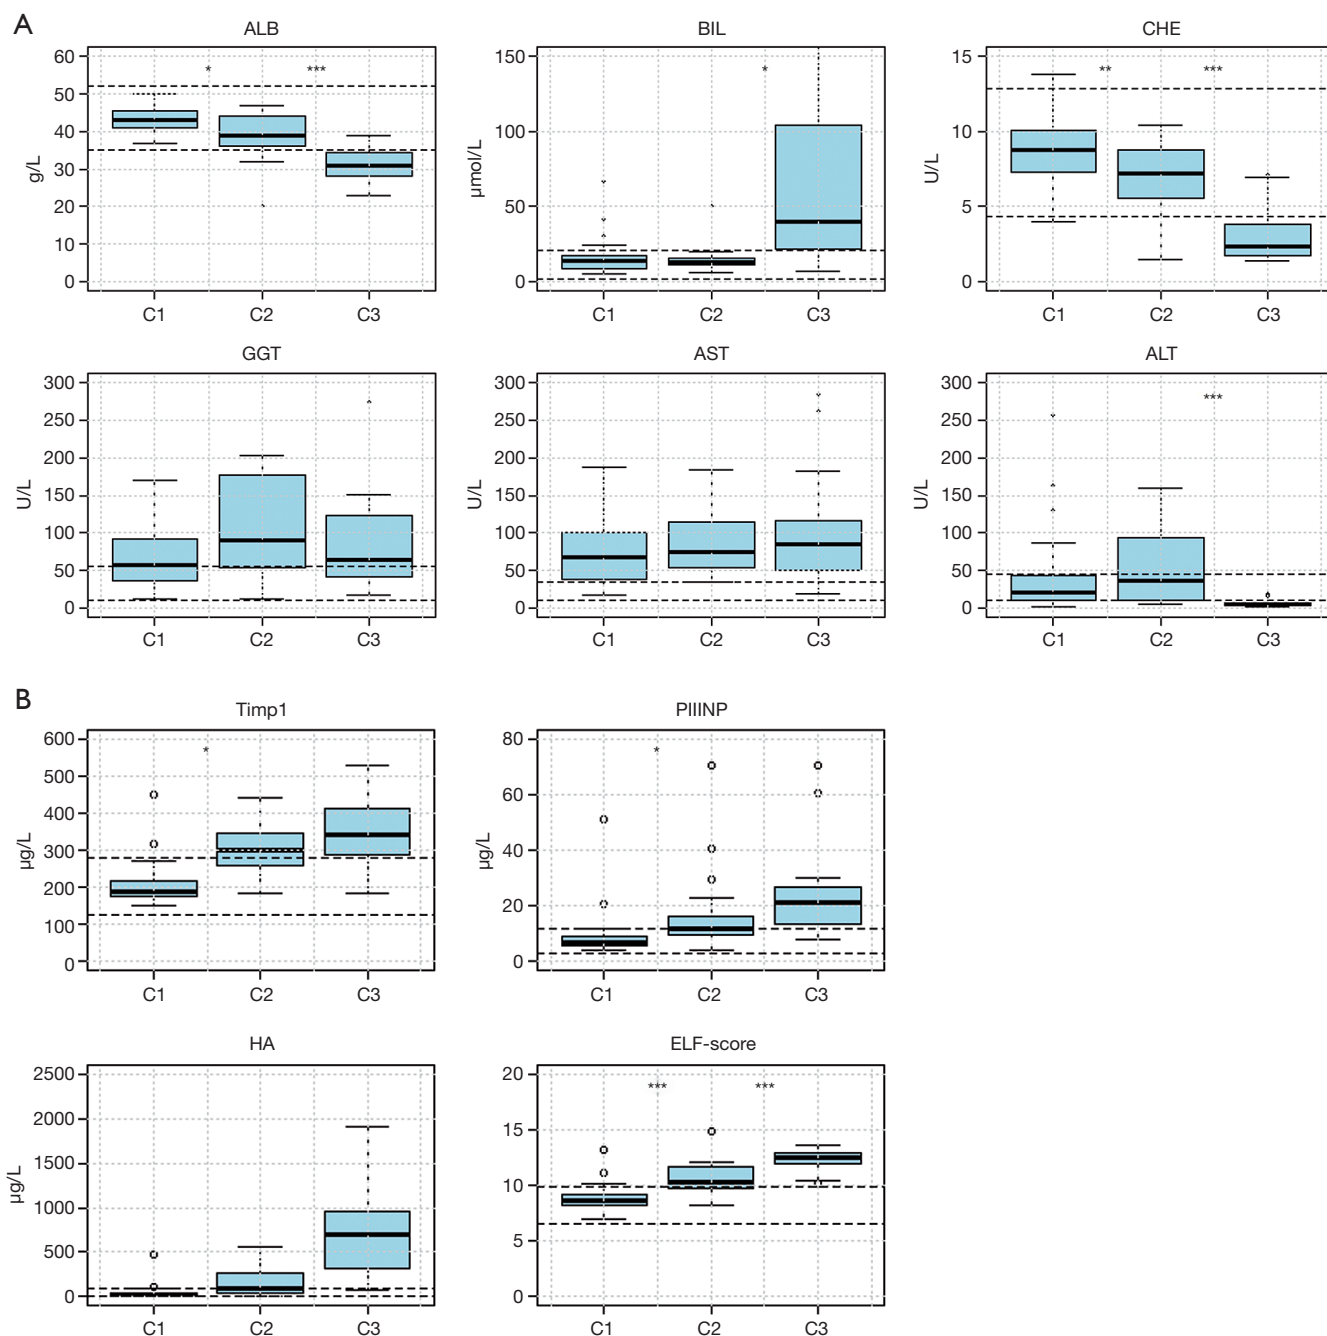 A
ALB
60
50
40
30
20
10
0
g/L
* ***
C1 C2 C3
BIL
150
100
50
0
µmol/L
*
C1 C2 C3
CHE
15
10
5
0
U/L
** ***
C1 C2 C3
GGT
300
250
200
150
100
50
0
U/L
C1 C2 C3
AST
300
250
200
150
100
50
0
U/L
C1 C2 C3
ALT
300
250
200
150
100
50
0
U/L
***
C1 C2 C3
B
Timp1
600
500
400
300
200
100
0
µg/L
*
C1 C2 C3
PIIINP
80
60
40
20
0
µg/L
*
C1 C2 C3
HA
2500
2000
1500
1000
500
0
µg/L
C1 C2 C3
ELF-score
20
15
10
5
0
*** ***
C1 C2 C3